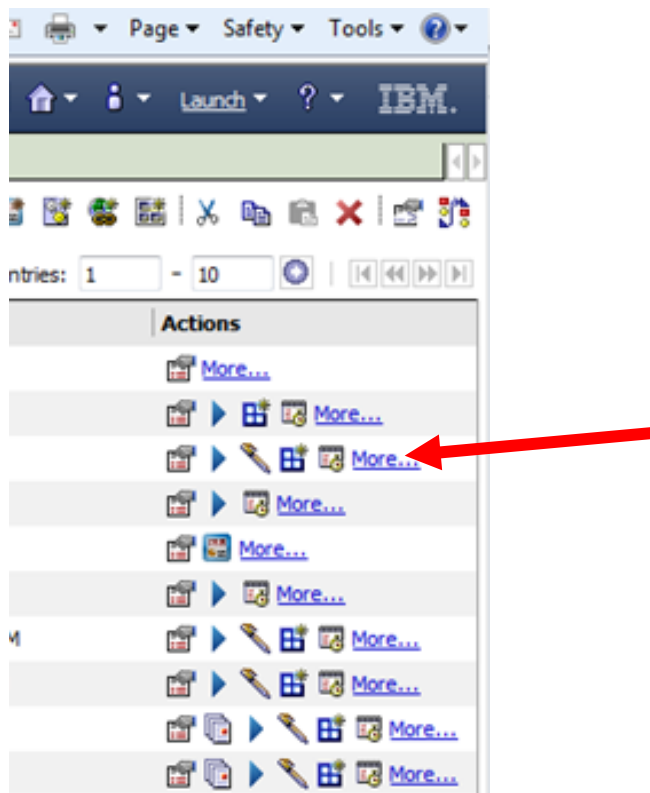 Page Safety Tools ?
Launch ? IBM.
ntries: 1 - 10
Actions
More...
More...
More...
More...
More...
More...
M More...
More...
More...
More...